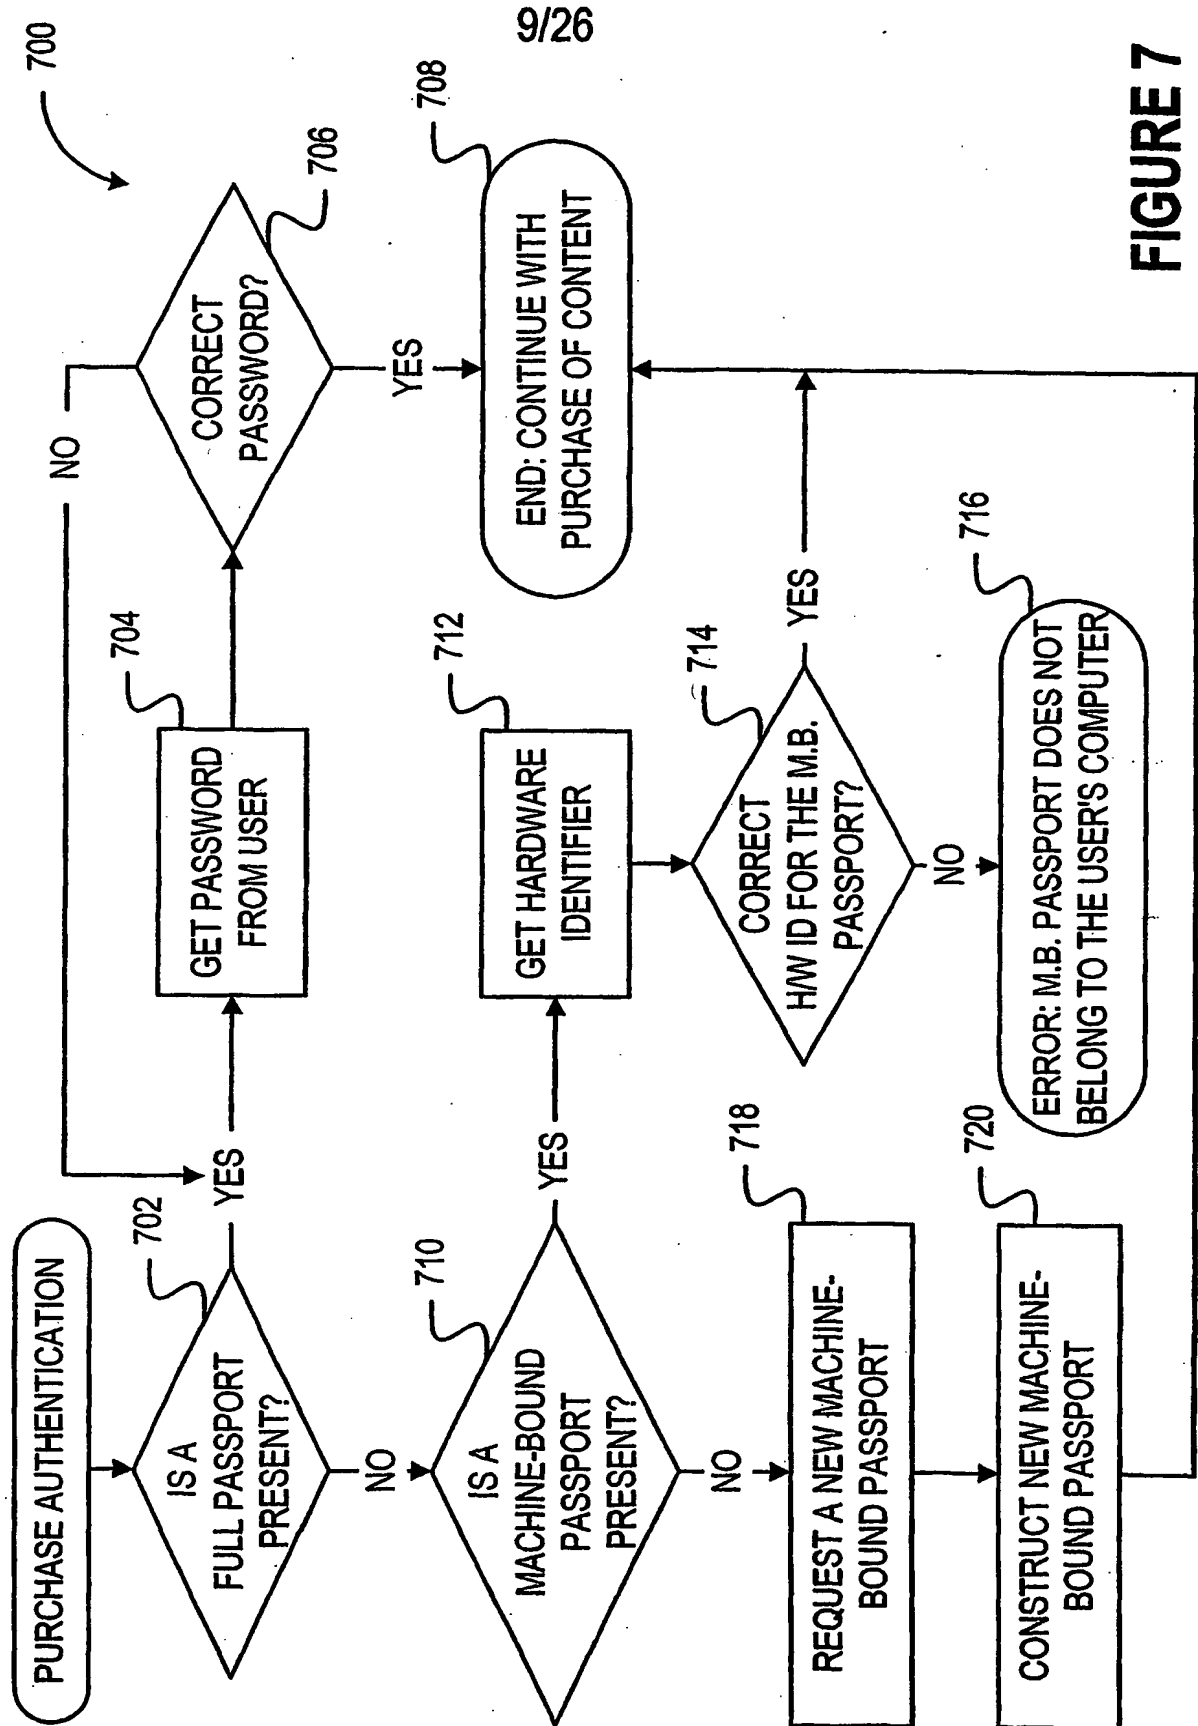 9/26
700
PURCHASE AUTHENTICATION
702
IS A
FULL PASSPORT
PRESENT?
YES
NO
704
GET PASSWORD
FROM USER
706
CORRECT
PASSWORD?
NO
YES
708
END: CONTINUE WITH
PURCHASE OF CONTENT
710
IS A
MACHINE-BOUND
PASSPORT
PRESENT?
YES
NO
712
GET HARDWARE
IDENTIFIER
714
CORRECT
H/W ID FOR THE M.B.
PASSPORT?
YES
NO
716
ERROR: M.B. PASSPORT DOES NOT
BELONG TO THE USER'S COMPUTER
718
REQUEST A NEW MACHINE-
BOUND PASSPORT
720
CONSTRUCT NEW MACHINE-
BOUND PASSPORT
FIGURE 7